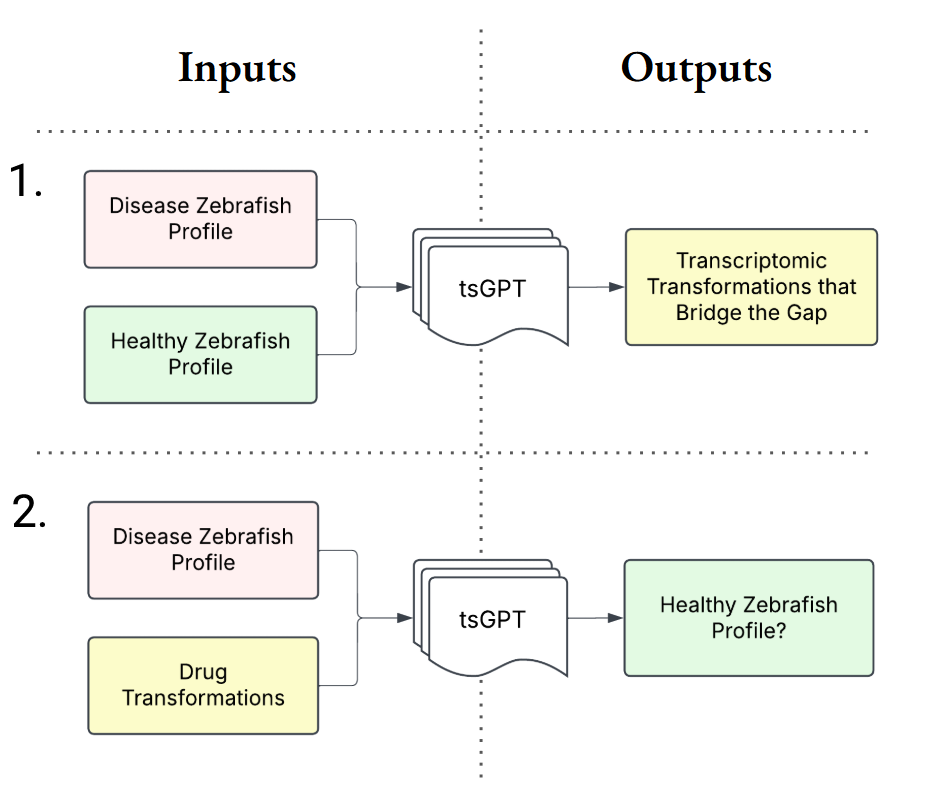 Inputs
Outputs
1.
Disease Zebrafish
Profile
Healthy Zebrafish
Profile
tsGPT
Transcriptomic
Transformations that
Bridge the Gap
2.
Disease Zebrafish
Profile
Drug
Transformations
tsGPT
Healthy Zebrafish
Profile?